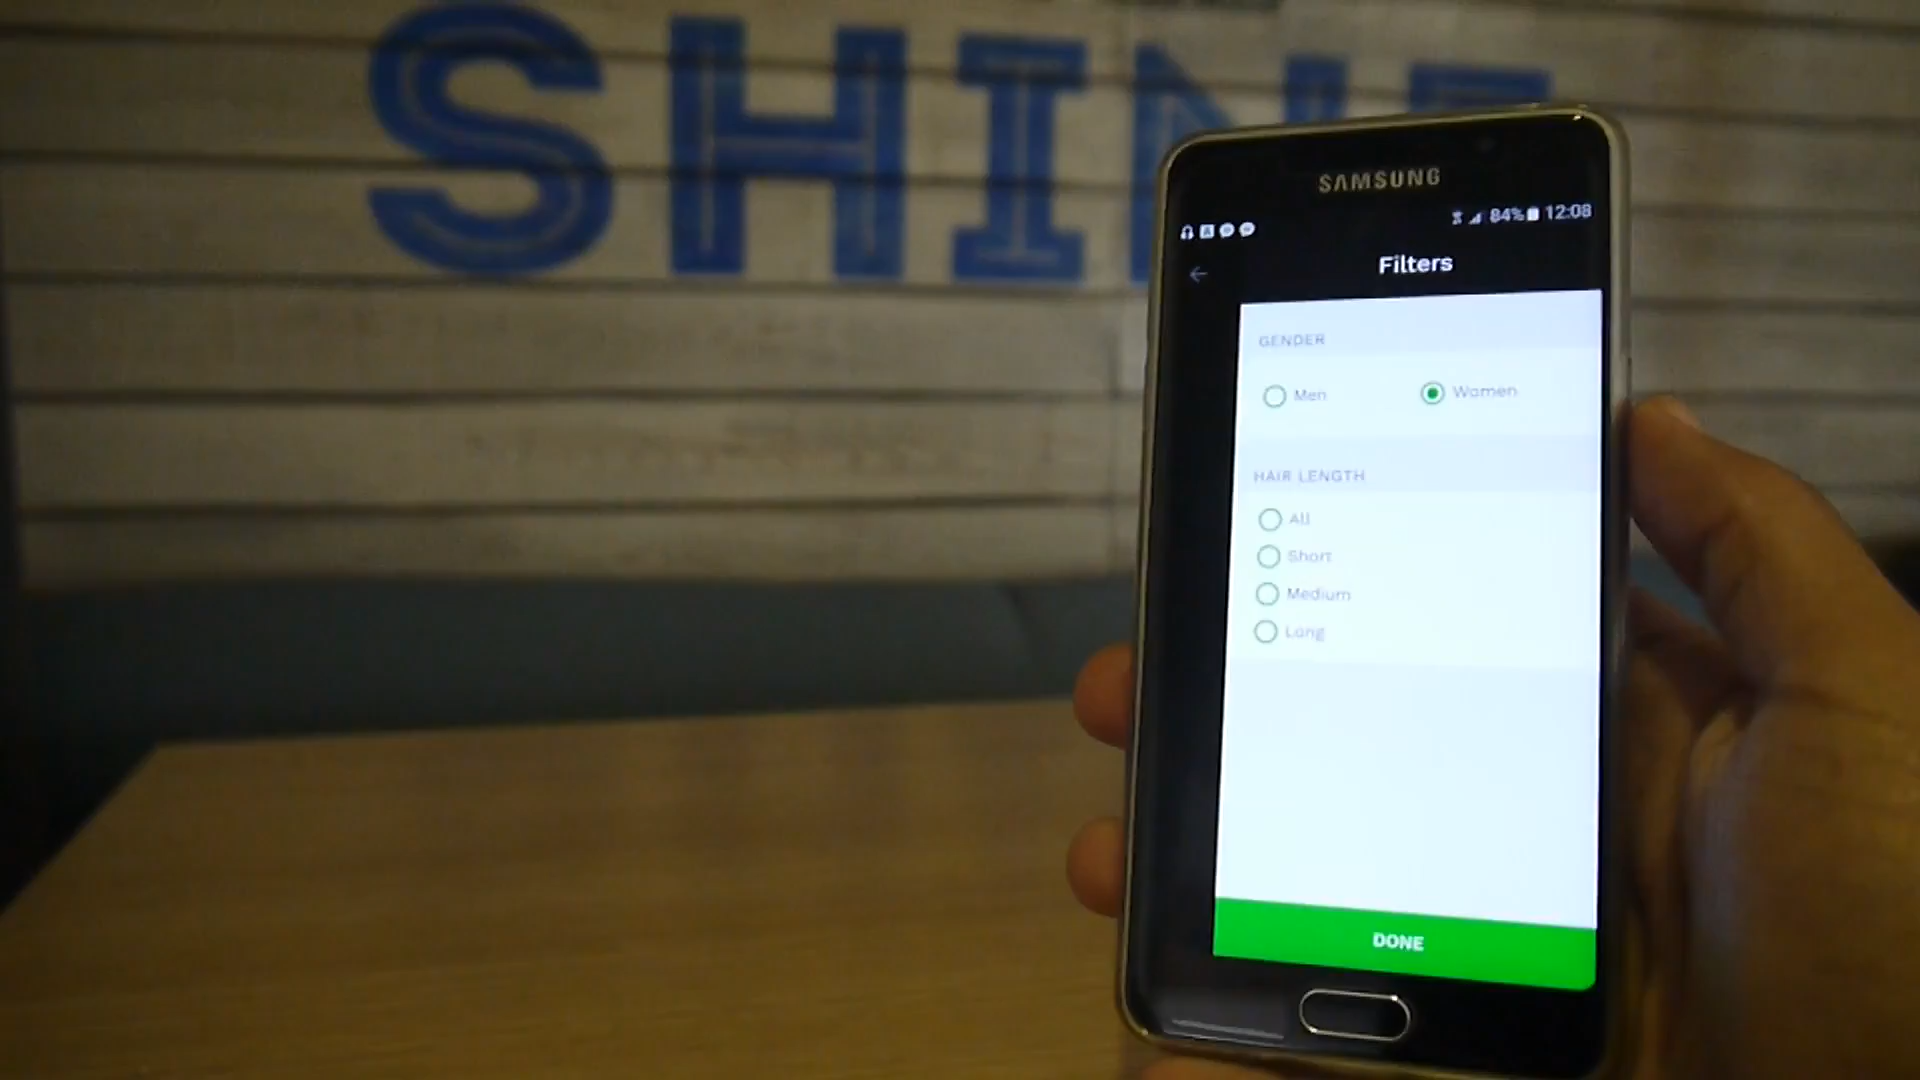 SHINE
SAMSUNG
84% 12:08
Filters
GENDER
Men Women
HAIR LENGTH
All
Short
Medium
Long
DONE